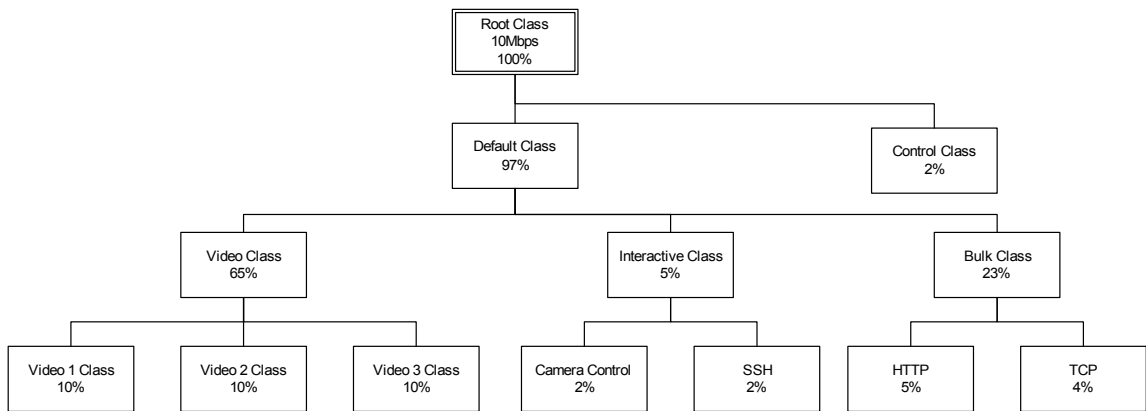 Root Class
10Mbps
100%
Default Class
97%
Control Class
2%
Video Class
65%
Interactive Class
5%
Bulk Class
23%
Video 1 Class
10%
Video 2 Class
10%
Video 3 Class
10%
Camera Control
2%
SSH
2%
HTTP
5%
TCP
4%